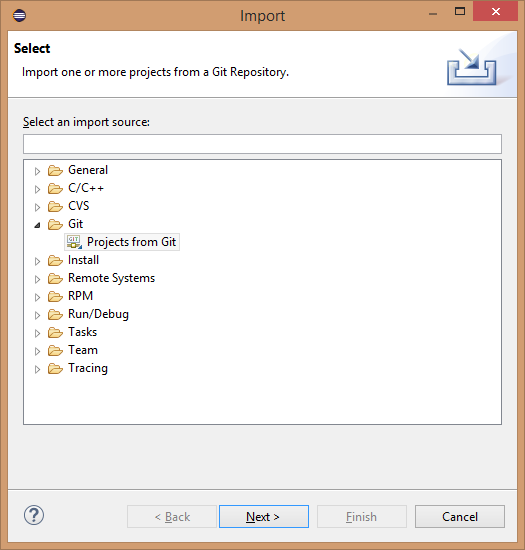 Import
Select
Import one or more projects from a Git Repository.
Select an import source:
General
C/C++
CVS
Git
GIT Projects from Git
Install
Remote Systems
RPM
Run/Debug
Tasks
Team
Tracing
? < Back Next > Finish Cancel